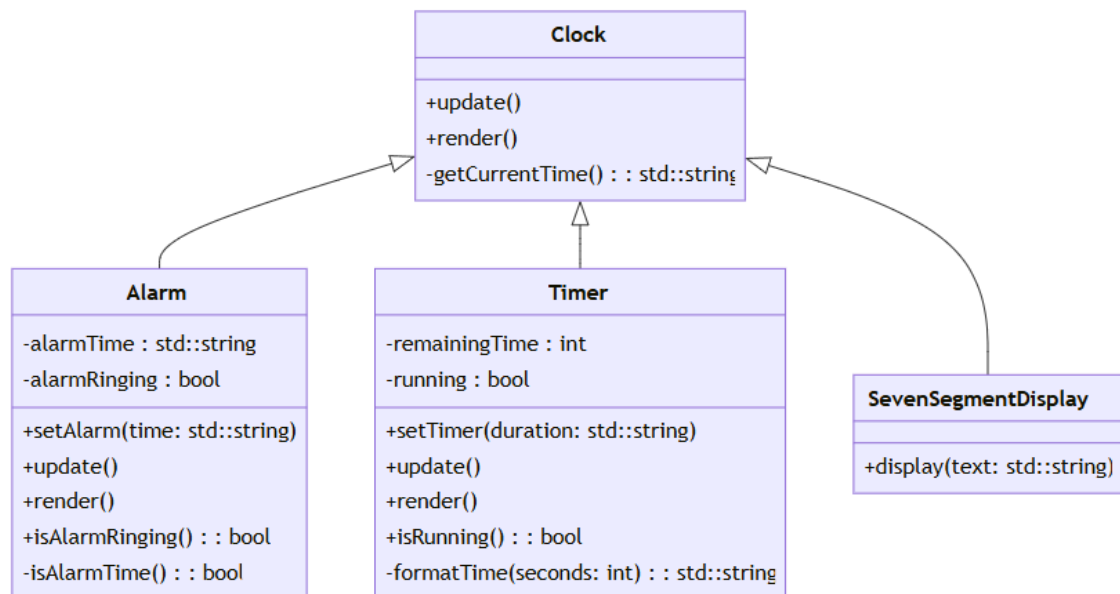 Clock
+update()
+render()
-getCurrentTime() : : std::string
Alarm
-alarmTime : std::string
-alarmRinging : bool
+setAlarm(time: std::string)
+update()
+render()
+isAlarmRinging() : : bool
-isAlarmTime() : : bool
Timer
-remainingTime : int
-running : bool
+setTimer(duration: std::string)
+update()
+render()
+isRunning() : : bool
-formatTime(seconds: int) : : std::string
SevenSegmentDisplay
+display(text: std::string)